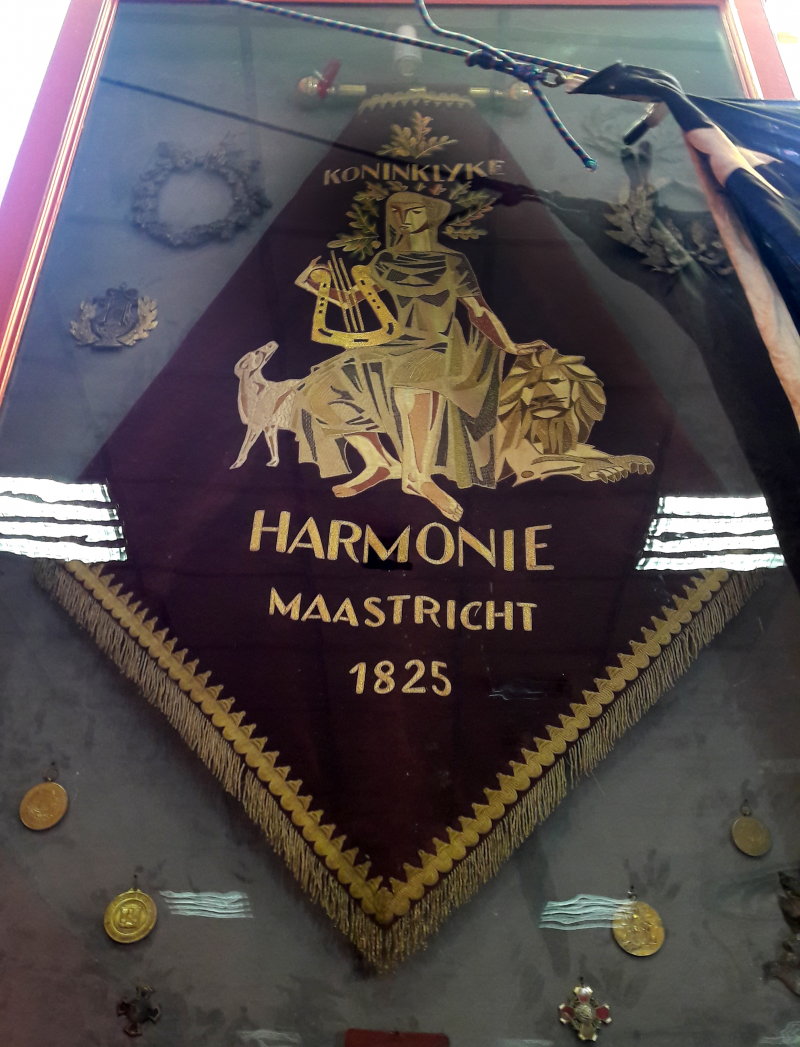 KONINKLYKE
HARMONIE
MAASTRICHT
1825